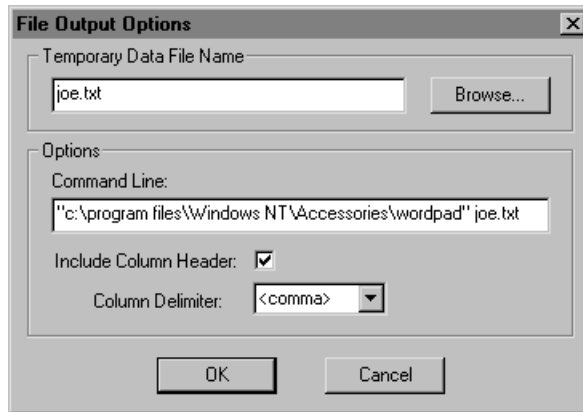 File Output Options
Temporary Data File Name
joe.txt
Browse...
Options
Command Line:
"c:\program files\Windows NT\Accessories\wordpad" joe.txt
Include Column Header:
Column Delimiter:
<comma>
OK
Cancel